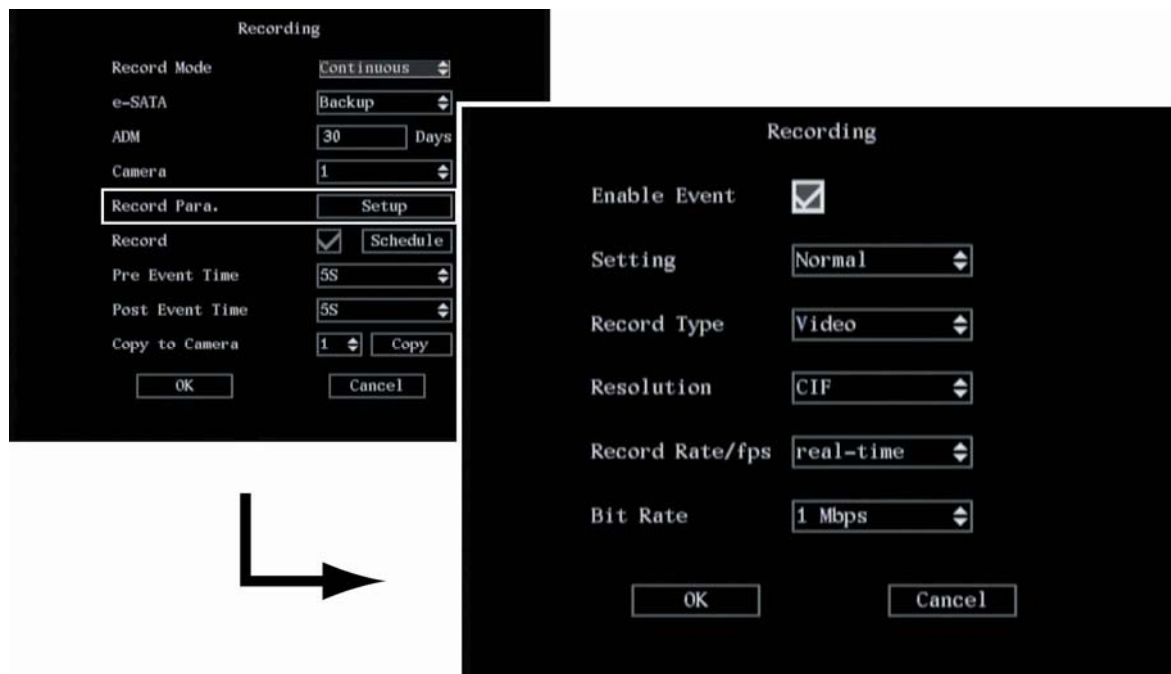 Recording
Record Mode Continuous
e-SATA Backup
ADM 30 Days
Camera 1
Record Para. Setup
Record Schedule
Pre Event Time 5S
Post Event Time 5S
Copy to Camera 1 Copy
OK Cancel
Recording
Enable Event
Setting Normal
Record Type Video
Resolution CIF
Record Rate/fps real-time
Bit Rate 1 Mbps
OK Cancel